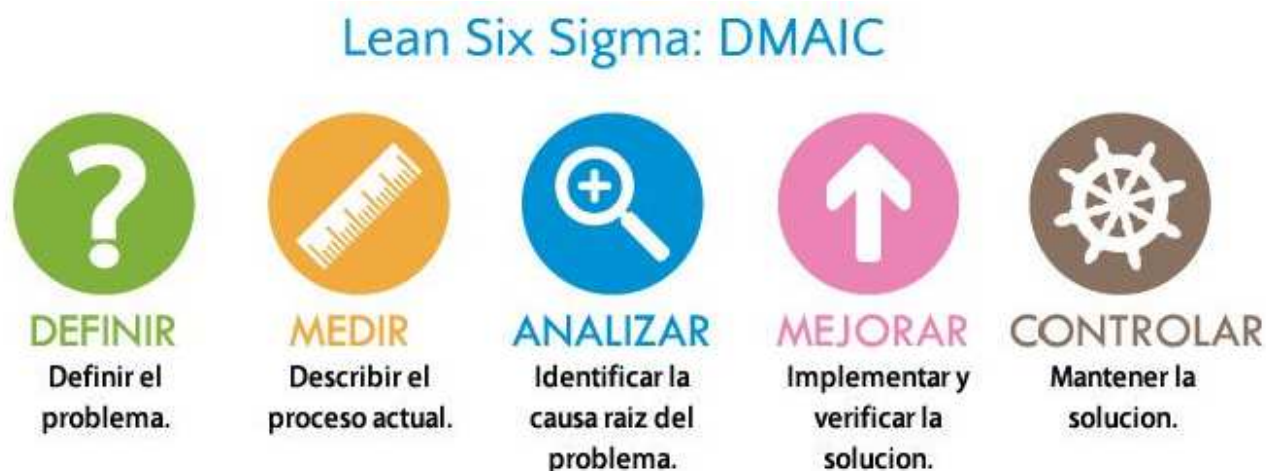 Lean Six Sigma: DMAIC
DEFINIR
Definir el
problema.
MEDIR
Describir el
proceso actual.
ANALIZAR
Identificar la
causa raiz del
problema.
MEJORAR
Implementar y
verificar la
solucion.
CONTROLAR
Mantener la
solucion.